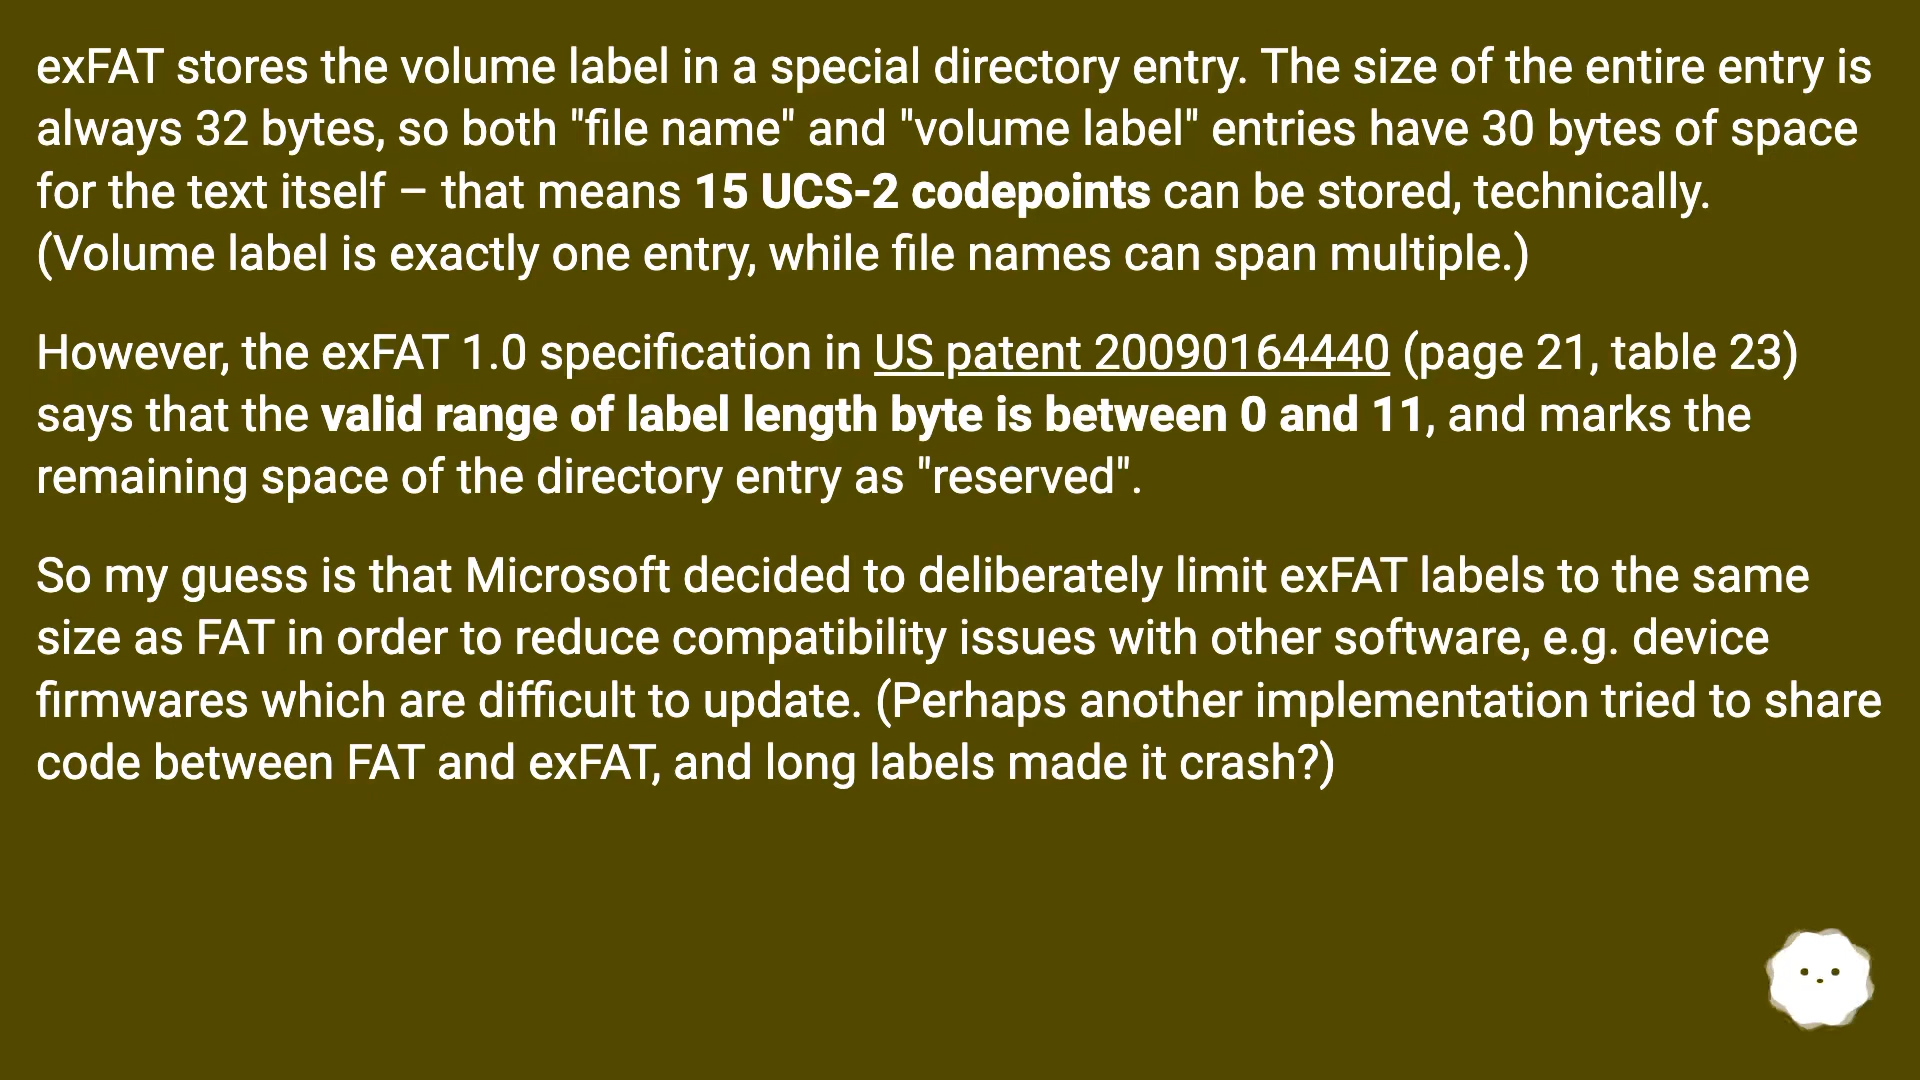 exFAT stores the volume label in a special directory entry. The size of the entire entry is
always 32 bytes, so both "file name" and "volume label" entries have 30 bytes of space
for the text itself – that means 15 UCS-2 codepoints can be stored, technically.
(Volume label is exactly one entry, while file names can span multiple.)
However, the exFAT 1.0 specification in US patent 20090164440 (page 21, table 23)
says that the valid range of label length byte is between 0 and 11, and marks the
remaining space of the directory entry as "reserved".
So my guess is that Microsoft decided to deliberately limit exFAT labels to the same
size as FAT in order to reduce compatibility issues with other software, e.g. device
firmwares which are difficult to update. (Perhaps another implementation tried to share
code between FAT and exFAT, and long labels made it crash?)